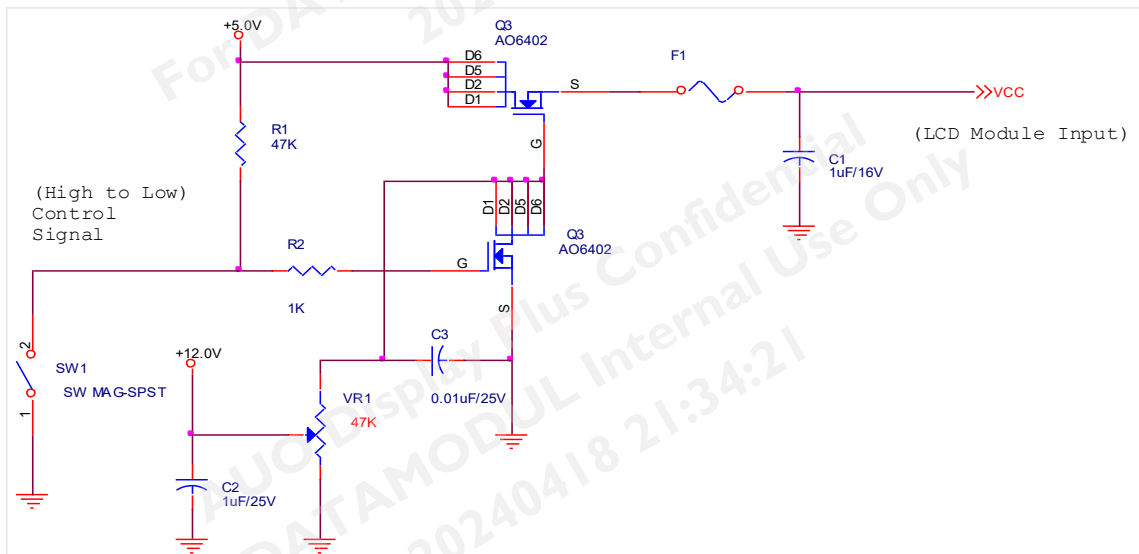 +5.0V
Q3
AO6402
D6
D5
D2
D1
S
G
F1
VCC
(LCD Module Input)
C1
1uF/16V
R1
47K
(High to Low)
Control
Signal
R2
1K
G
D1
D2
D5
D6
Q3
AO6402
S
2
SW1
SW MAG-SPST
1
+12.0V
C3
0.01uF/25V
VR1
47K
C2
1uF/25V
For DA
202
AUO Display Plus Confidential
DATAMODUL Internal Use Only
20240418 21:34:21